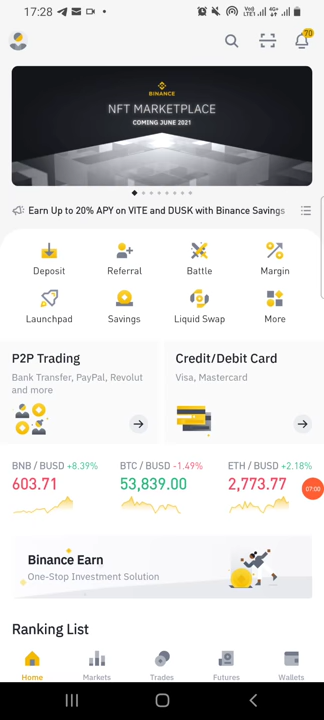 17:28
70
BINANCE
NFT MARKETPLACE
COMING JUNE 2021
Earn Up to 20% APY on VITE and DUSK with Binance Savings
Deposit
Referral
Battle
Margin
Launchpad
Savings
Liquid Swap
More
P2P Trading
Bank Transfer, PayPal, Revolut
and more
Credit/Debit Card
Visa, Mastercard
BNB / BUSD +8.39%
603.71
BTC / BUSD -1.49%
53,839.00
ETH / BUSD +2.18%
2,773.77
07:00
Binance Earn
One-Stop Investment Solution
Ranking List
Home
Markets
Trades
Futures
Wallets